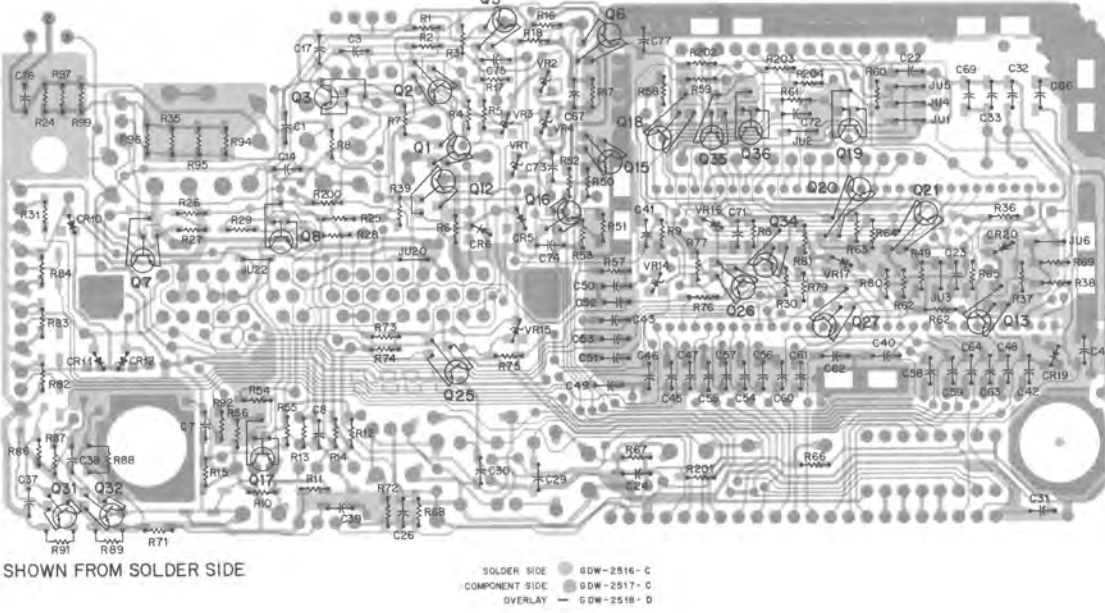 Q5
R1
R16
Q6
C17
C3
R2
R3
R18
C77
R202
C76
R97
C75
VR2
R203
C22
R17
R204
R60
C69
C32
Q3
Q2
R58
R59
R61
JU5
C66
R24
R99
R35
C67
JU4
C1
R7
R4
R5
VR3
VR4
Q18
C72
JU1
C33
R96
R94
R8
Q1
JU2
R95
C14
VR1
C73
R52
Q15
Q35
Q36
Q19
Q12
R50
R200
R39
Q16
Q20
Q21
R31
CR10
R26
R29
R25
R6
CR6
CR5
R51
C41
R9
VR16
C71
Q34
R64
R36
R27
Q8
R28
C74
R53
R77
R63
CR20
JU6
R84
Q7
JU22
JU20
R57
VR14
R81
VR17
R49
C23
R65
R69
C50
R79
R80
R62
JU3
R37
R38
C52
R76
Q26
R30
Q27
R62
Q13
R83
R73
VR15
C43
CR11
CR12
R74
R75
C53
C51
C46
C47
C57
C56
C61
C62
C40
C58
C64
C48
CR19
R82
Q25
C49
C45
C55
C54
C60
C59
C63
C42
R54
R92
R56
R55
C8
R12
C7
R86
R87
C38
R88
R15
R13
R14
C30
C29
R67
C24
R201
R66
C37
Q31
Q32
Q17
R10
R11
C39
R72
C26
R68
C31
R91
R89
R71
SHOWN FROM SOLDER SIDE
SOLDER SIDE GDW-2516-C
COMPONENT SIDE GDW-2517-C
OVERLAY — GDW-2518-D